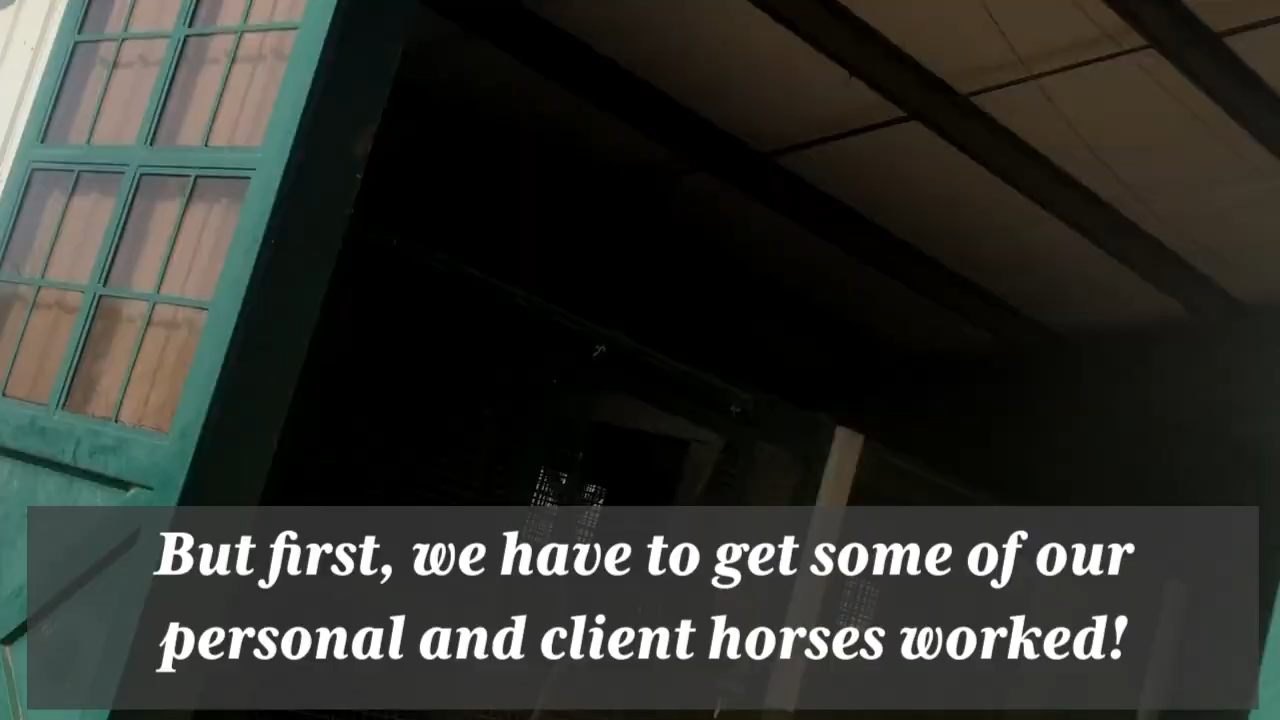 But first, we have to get some of our
personal and client horses worked!